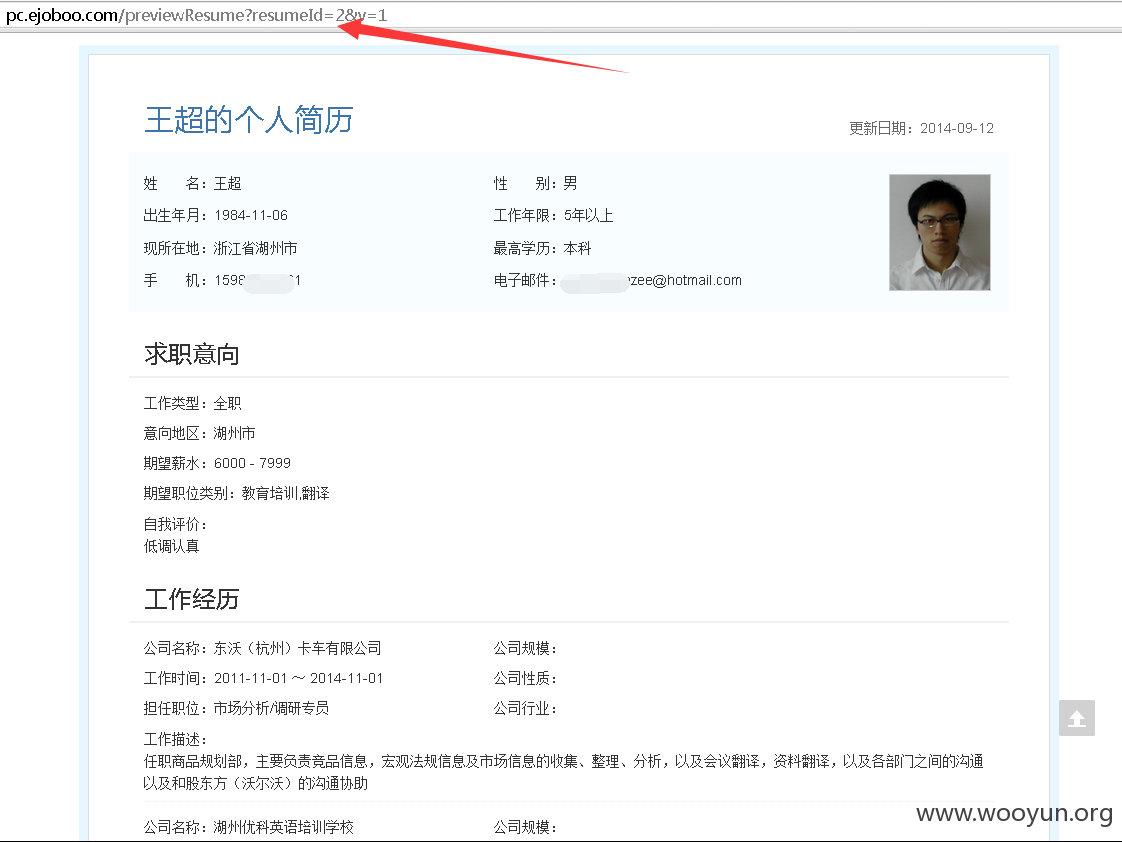 pc.ejoboo.com/previewResume?resumeId=2&v=1
王超的个人简历
更新日期：2014-09-12
姓 名：王超 性 别：男
出生年月：1984-11-06 工作年限：5年以上
现所在地：浙江省湖州市 最高学历：本科
手 机：1598 1 电子邮件： zee@hotmail.com
求职意向
工作类型：全职
意向地区：湖州市
期望薪水：6000 - 7999
期望职位类别：教育培训,翻译
自我评价：
低调认真
工作经历
公司名称：东沃（杭州）卡车有限公司 公司规模：
工作时间：2011-11-01 ～ 2014-11-01 公司性质：
担任职位：市场分析/调研专员 公司行业：
工作描述：
任职商品规划部，主要负责竞品信息，宏观法规信息及市场信息的收集、整理、分析，以及会议翻译，资料翻译，以及各部门之间的沟通
以及和股东方（沃尔沃）的沟通协助
公司名称：湖州优科英语培训学校 公司规模：
www.wooyun.org